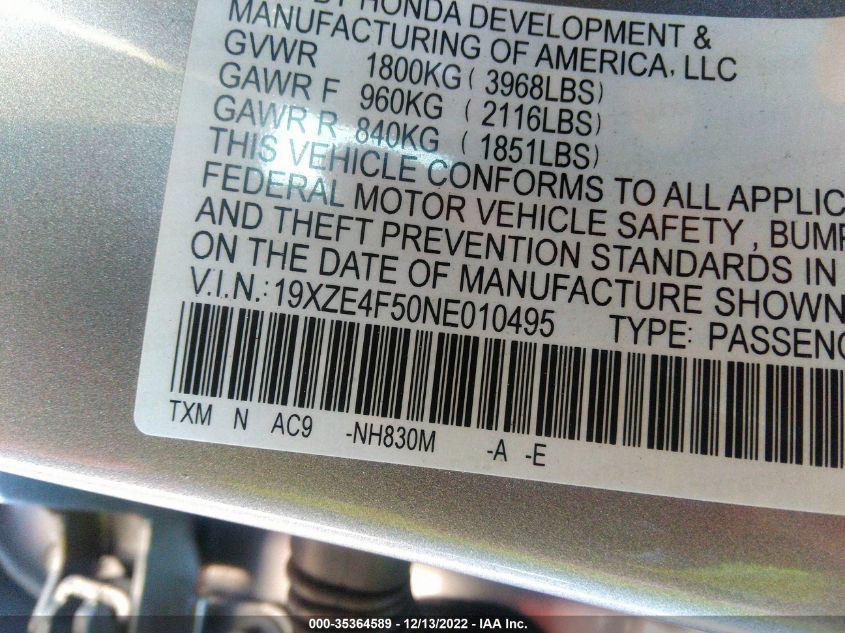 BY HONDA DEVELOPMENT &
MANUFACTURING OF AMERICA, LLC
GVWR 1800KG ( 3968LBS)
GAWR F 960KG ( 2116LBS)
GAWR R 840KG ( 1851LBS)
THIS VEHICLE CONFORMS TO ALL APPLIC
FEDERAL MOTOR VEHICLE SAFETY , BUMP
AND THEFT PREVENTION STANDARDS IN
ON THE DATE OF MANUFACTURE SHOWN
V.I.N.: 19XZE4F50NE010495 TYPE: PASSENG
TXM N AC9 -NH830M -A -E
000-35364589 - 12/13/2022 - IAA Inc.